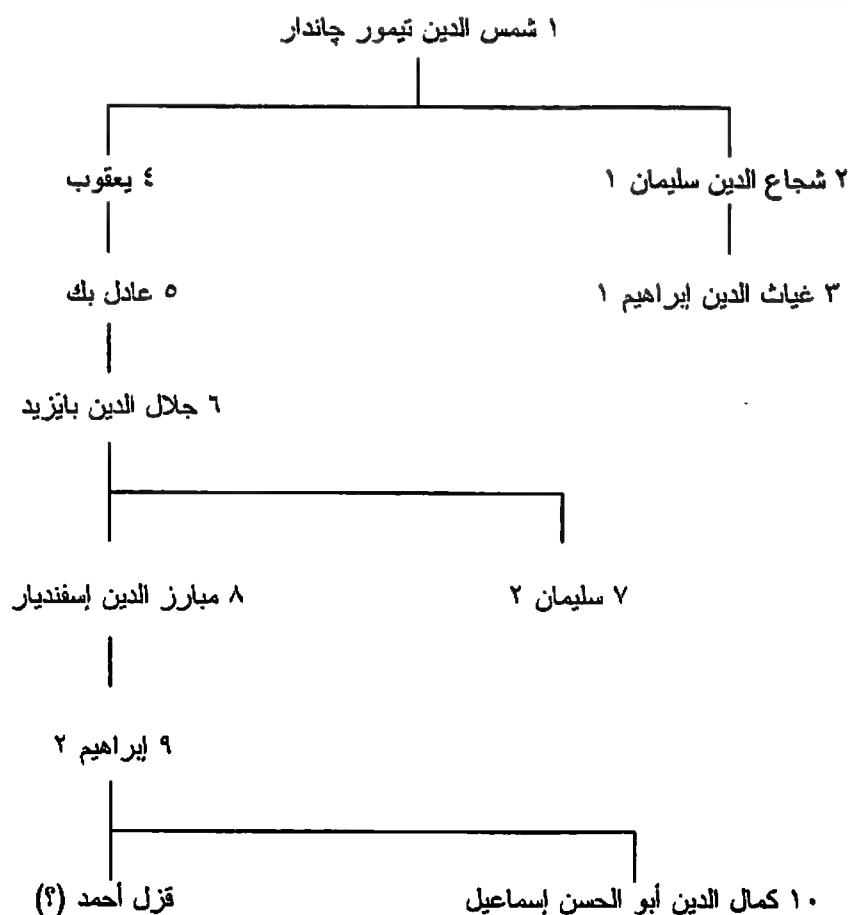 ١ شمس الدين تيمور چاندار
٢ شجاع الدين سليمان ١
٤ يعقوب
٣ غياث الدين إبراهيم ١
٥ عادل بك
٦ جلال الدين بايزيد
٧ سليمان ٢
٨ مبارز الدين إسفنديار
٩ إبراهيم ٢
١٠ كمال الدين أبو الحسن إسماعيل
قزل أحمد (؟)